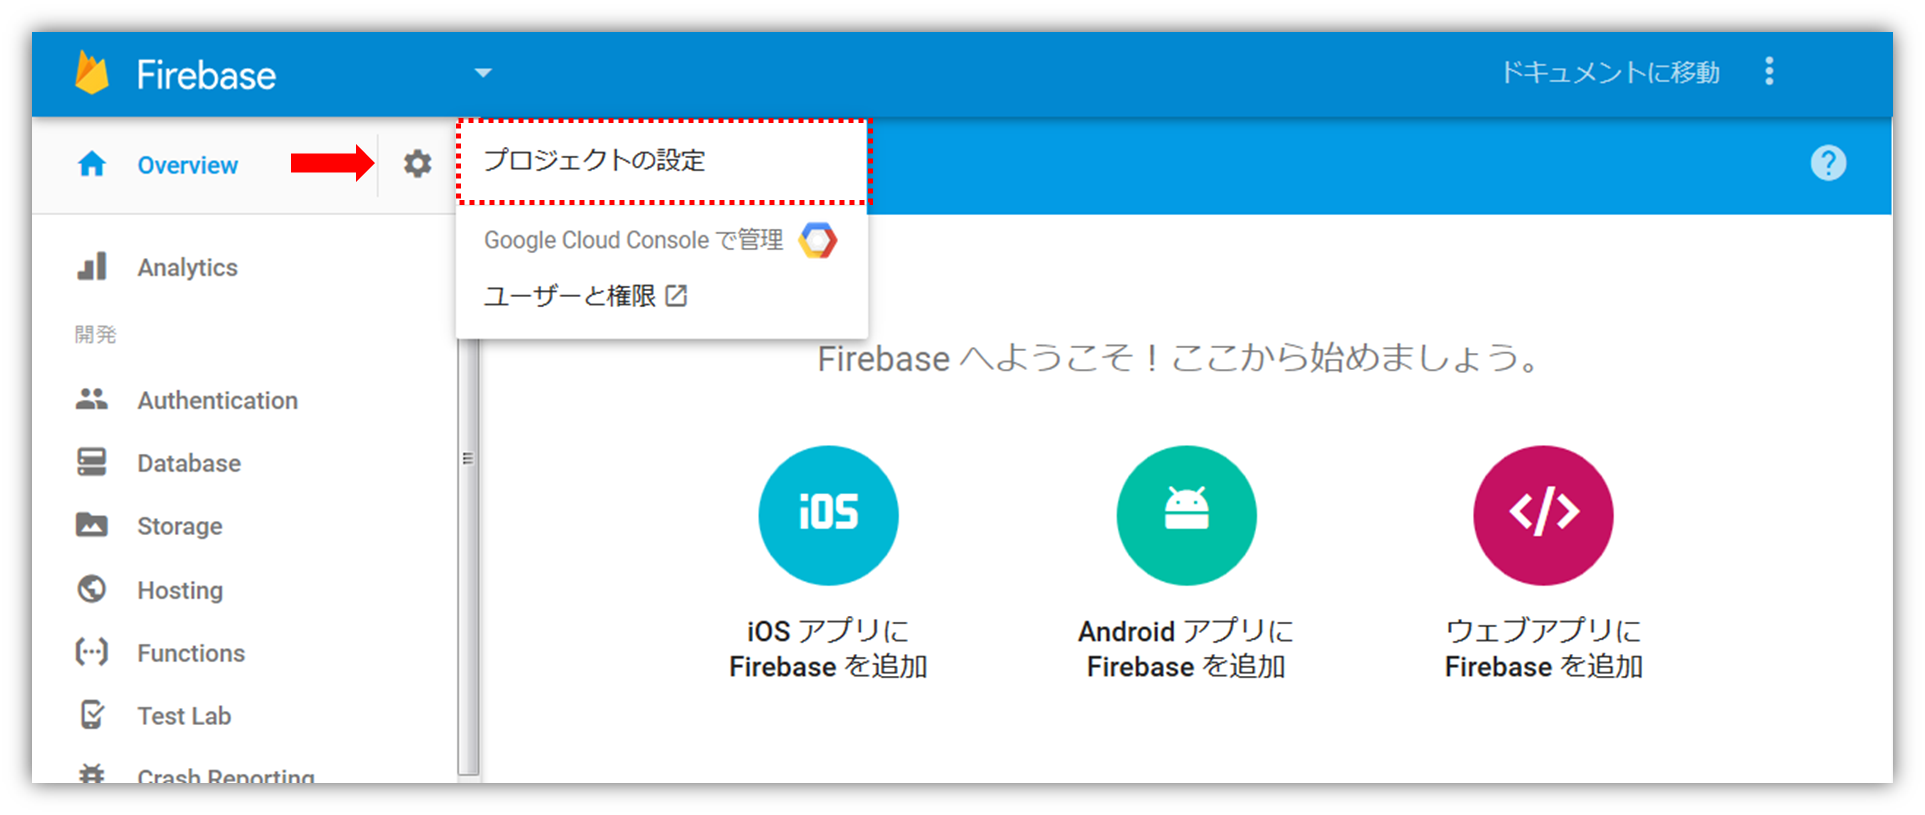 Firebase
ドキュメントに移動
Overview
プロジェクトの設定
Google Cloud Console で管理
ユーザーと権限
Analytics
開発
Authentication
Database
Storage
Hosting
Functions
Test Lab
Crash Reporting
Firebase へようこそ！ここから始めましょう。
iOS
iOS アプリに
Firebase を追加
Android アプリに
Firebase を追加
ウェブアプリに
Firebase を追加